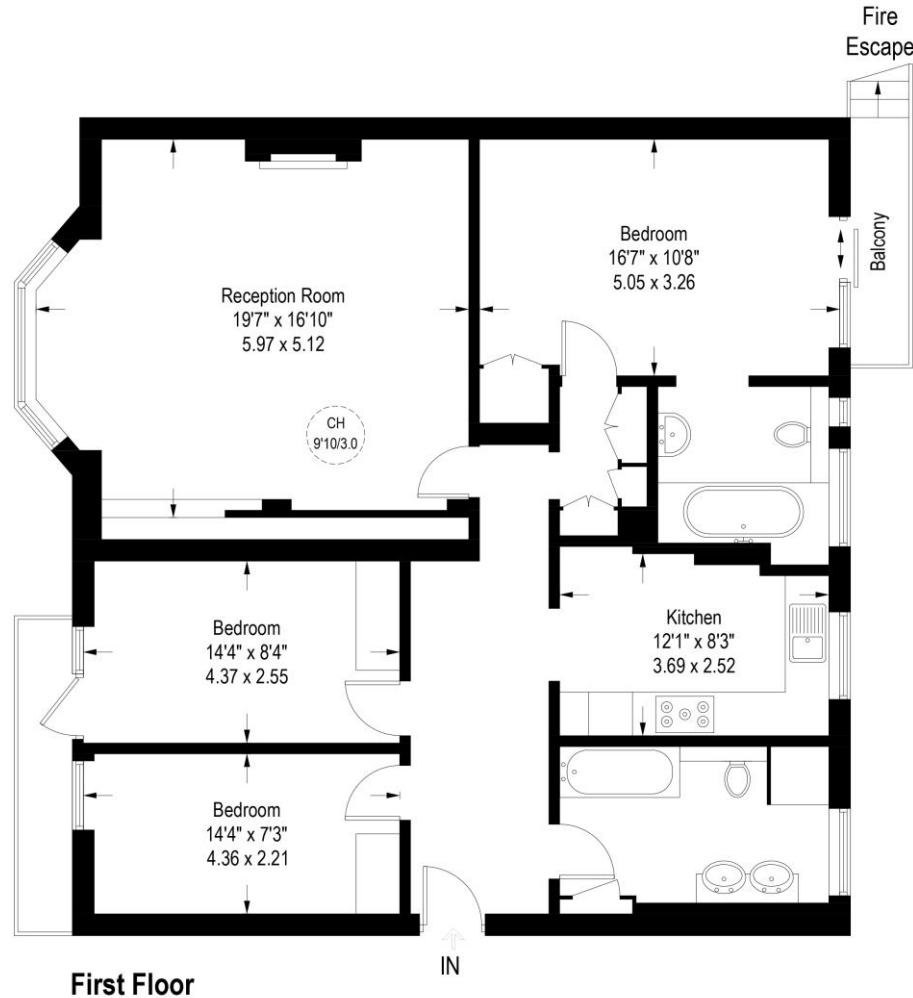 Fire
Escape
Balcony
Bedroom
16'7" x 10'8"
5.05 x 3.26
Reception Room
19'7" x 16'10"
5.97 x 5.12
CH
9'10/3.0
Kitchen
12'1" x 8'3"
3.69 x 2.52
Bedroom
14'4" x 8'4"
4.37 x 2.55
Bedroom
14'4" x 7'3"
4.36 x 2.21
IN
First Floor